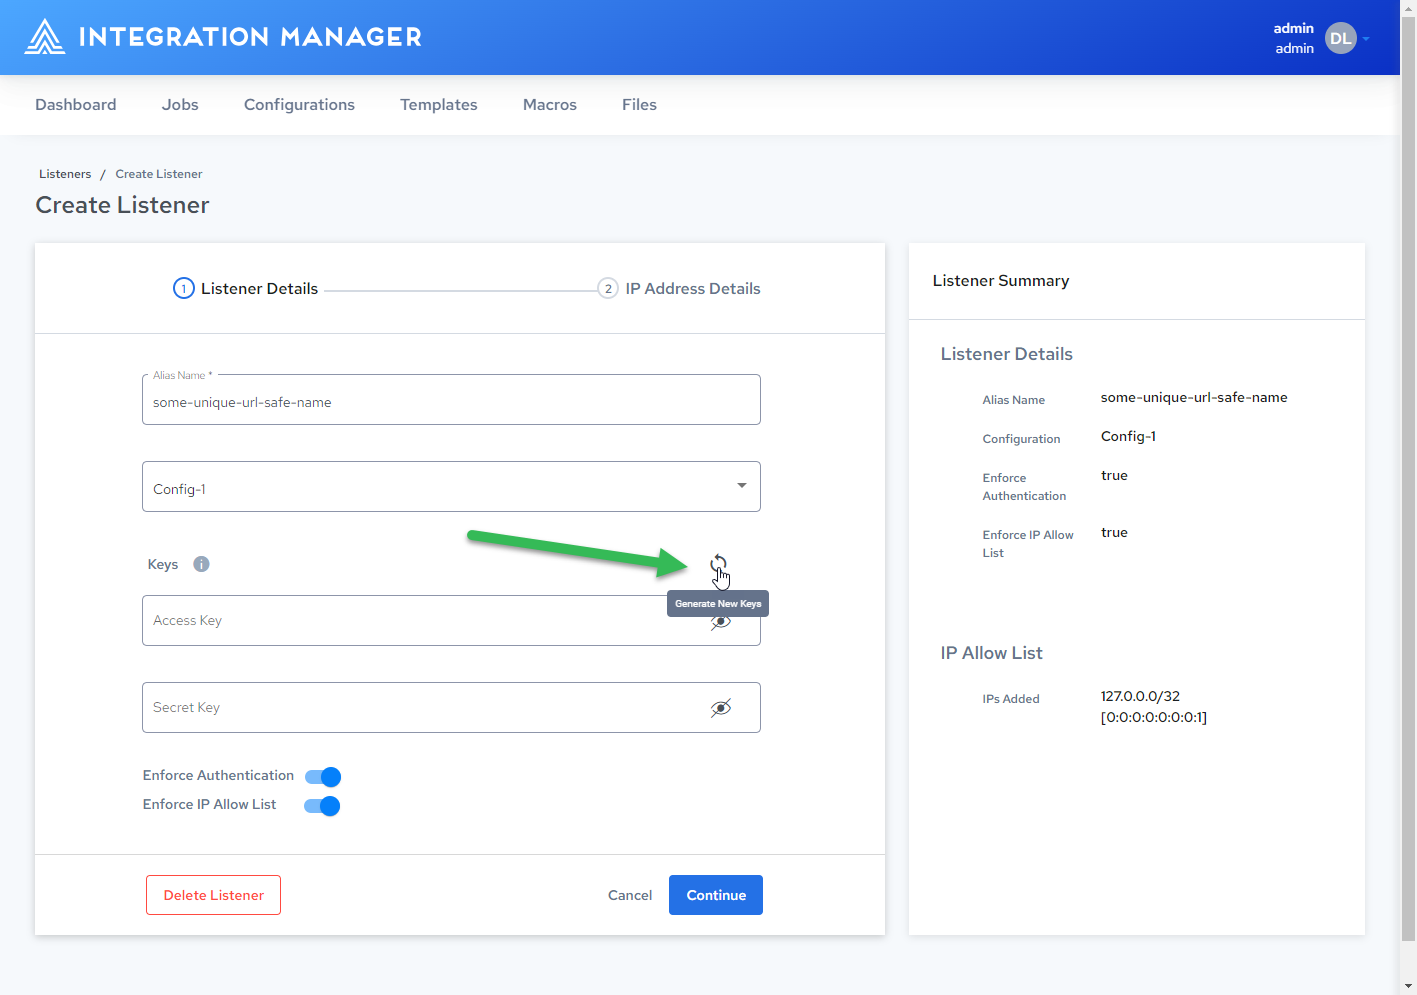 INTEGRATION MANAGER
admin
admin
DL
Dashboard Jobs Configurations Templates Macros Files
Listeners / Create Listener
Create Listener
1 Listener Details
2 IP Address Details
Alias Name *
some-unique-url-safe-name
Config-1
Keys i
Generate New Keys
Access Key
Secret Key
Enforce Authentication
Enforce IP Allow List
Delete Listener
Cancel
Continue
Listener Summary
Listener Details
Alias Name some-unique-url-safe-name
Configuration Config-1
Enforce true
Authentication
Enforce IP Allow true
List
IP Allow List
IPs Added 127.0.0.0/32
[0:0:0:0:0:0:0:1]